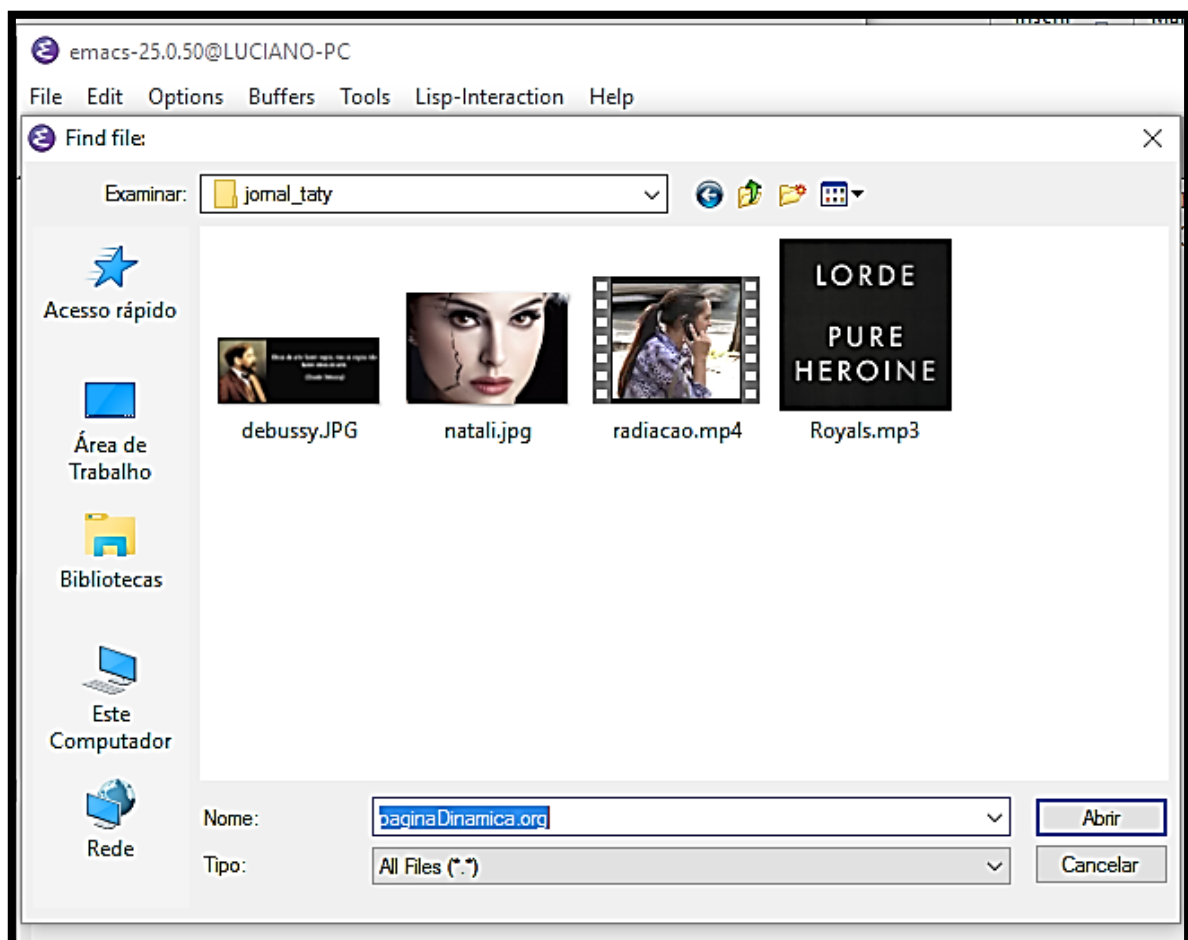 emacs-25.0.50@LUCIANO-PC
File Edit Options Buffers Tools Lisp-Interaction Help
Find file:
Examinar: jornal_taty
Acesso rápido
Área de
Trabalho
Bibliotecas
Este
Computador
Rede
LORDE
PURE
HEROINE
debussy.JPG natali.jpg radiacao.mp4 Royals.mp3
Nome: paginaDinamica.org Abrir
Tipo: All Files (*.*) Cancelar